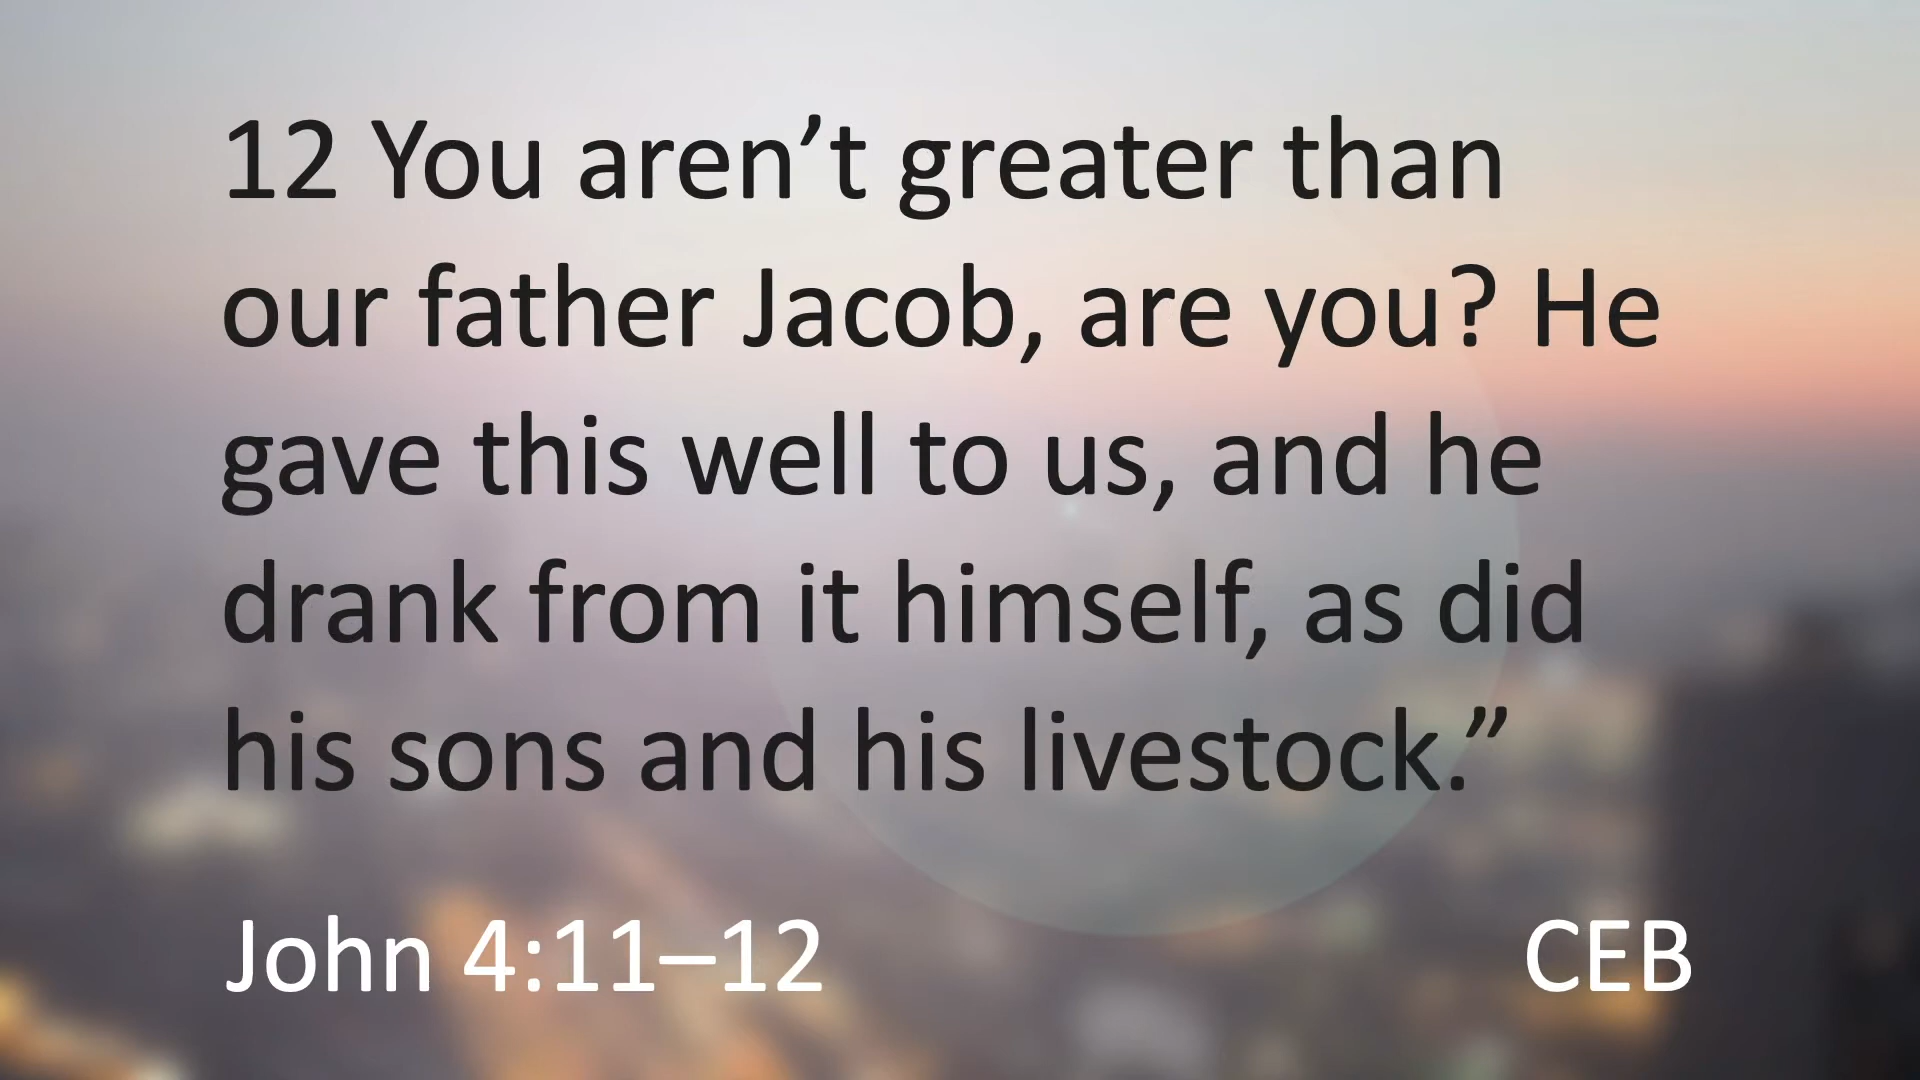 12 You aren’t greater than
our father Jacob, are you? He
gave this well to us, and he
drank from it himself, as did
his sons and his livestock.”
John 4:11–12 CEB